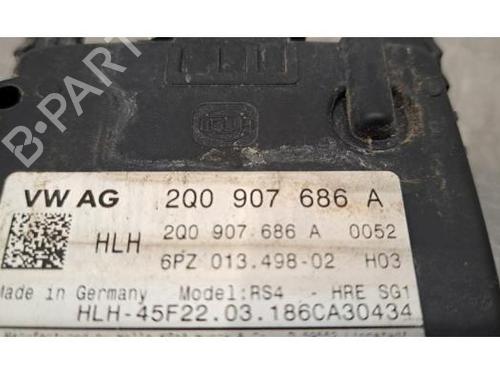 B-PARTS
VW AG 2Q0 907 686 A
HLH 2Q0 907 686 A 0052
6PZ 013.498-02 H03
Made in Germany Model:RS4 - HRE SG1
HLH-45F22.03.186CA30434